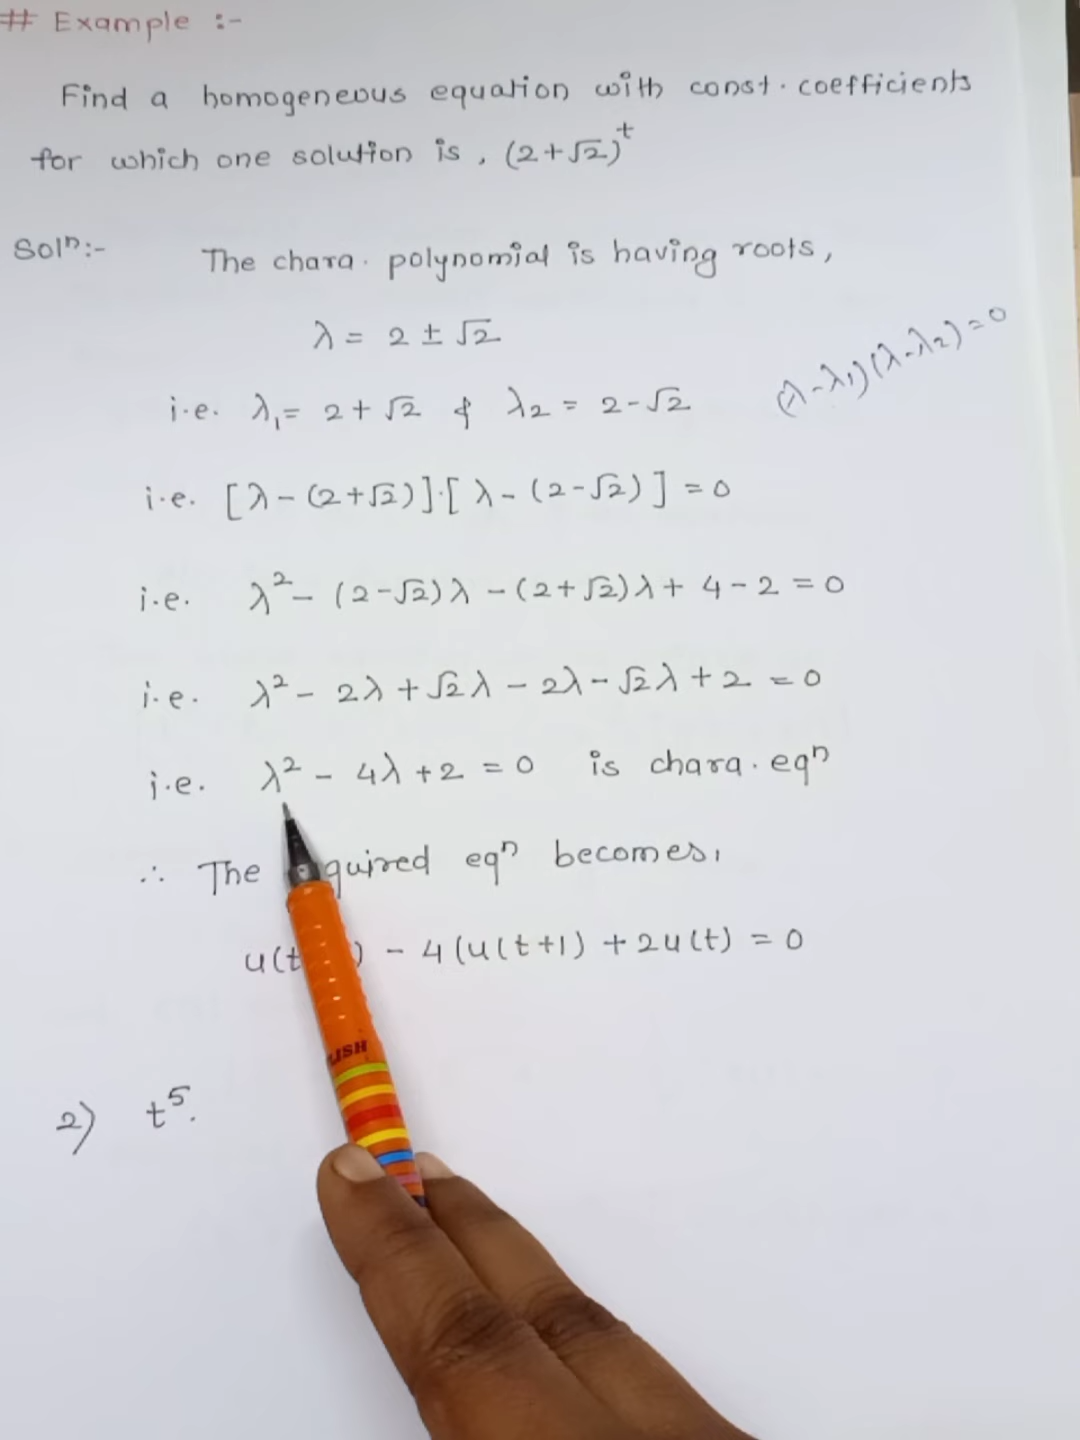 # Example :-
Find a homogeneous equation with const. coefficients
for which one solution is, (2+√2)^t
Solⁿ:- The chara. polynomial is having roots,
λ = 2 ± √2
(λ-λ₁)(λ-λ₂)=0
i.e. λ₁ = 2+√2 & λ₂ = 2-√2
i.e. [λ-(2+√2)]·[λ-(2-√2)] = 0
i.e. λ² - (2-√2)λ - (2+√2)λ + 4 - 2 = 0
i.e. λ² - 2λ + √2λ - 2λ - √2λ + 2 = 0
i.e. λ² - 4λ + 2 = 0 is chara. eqⁿ
∴ The quired eqⁿ becomes,
u(t ) - 4(u(t+1) + 2u(t) = 0
LISH
2) t⁵.